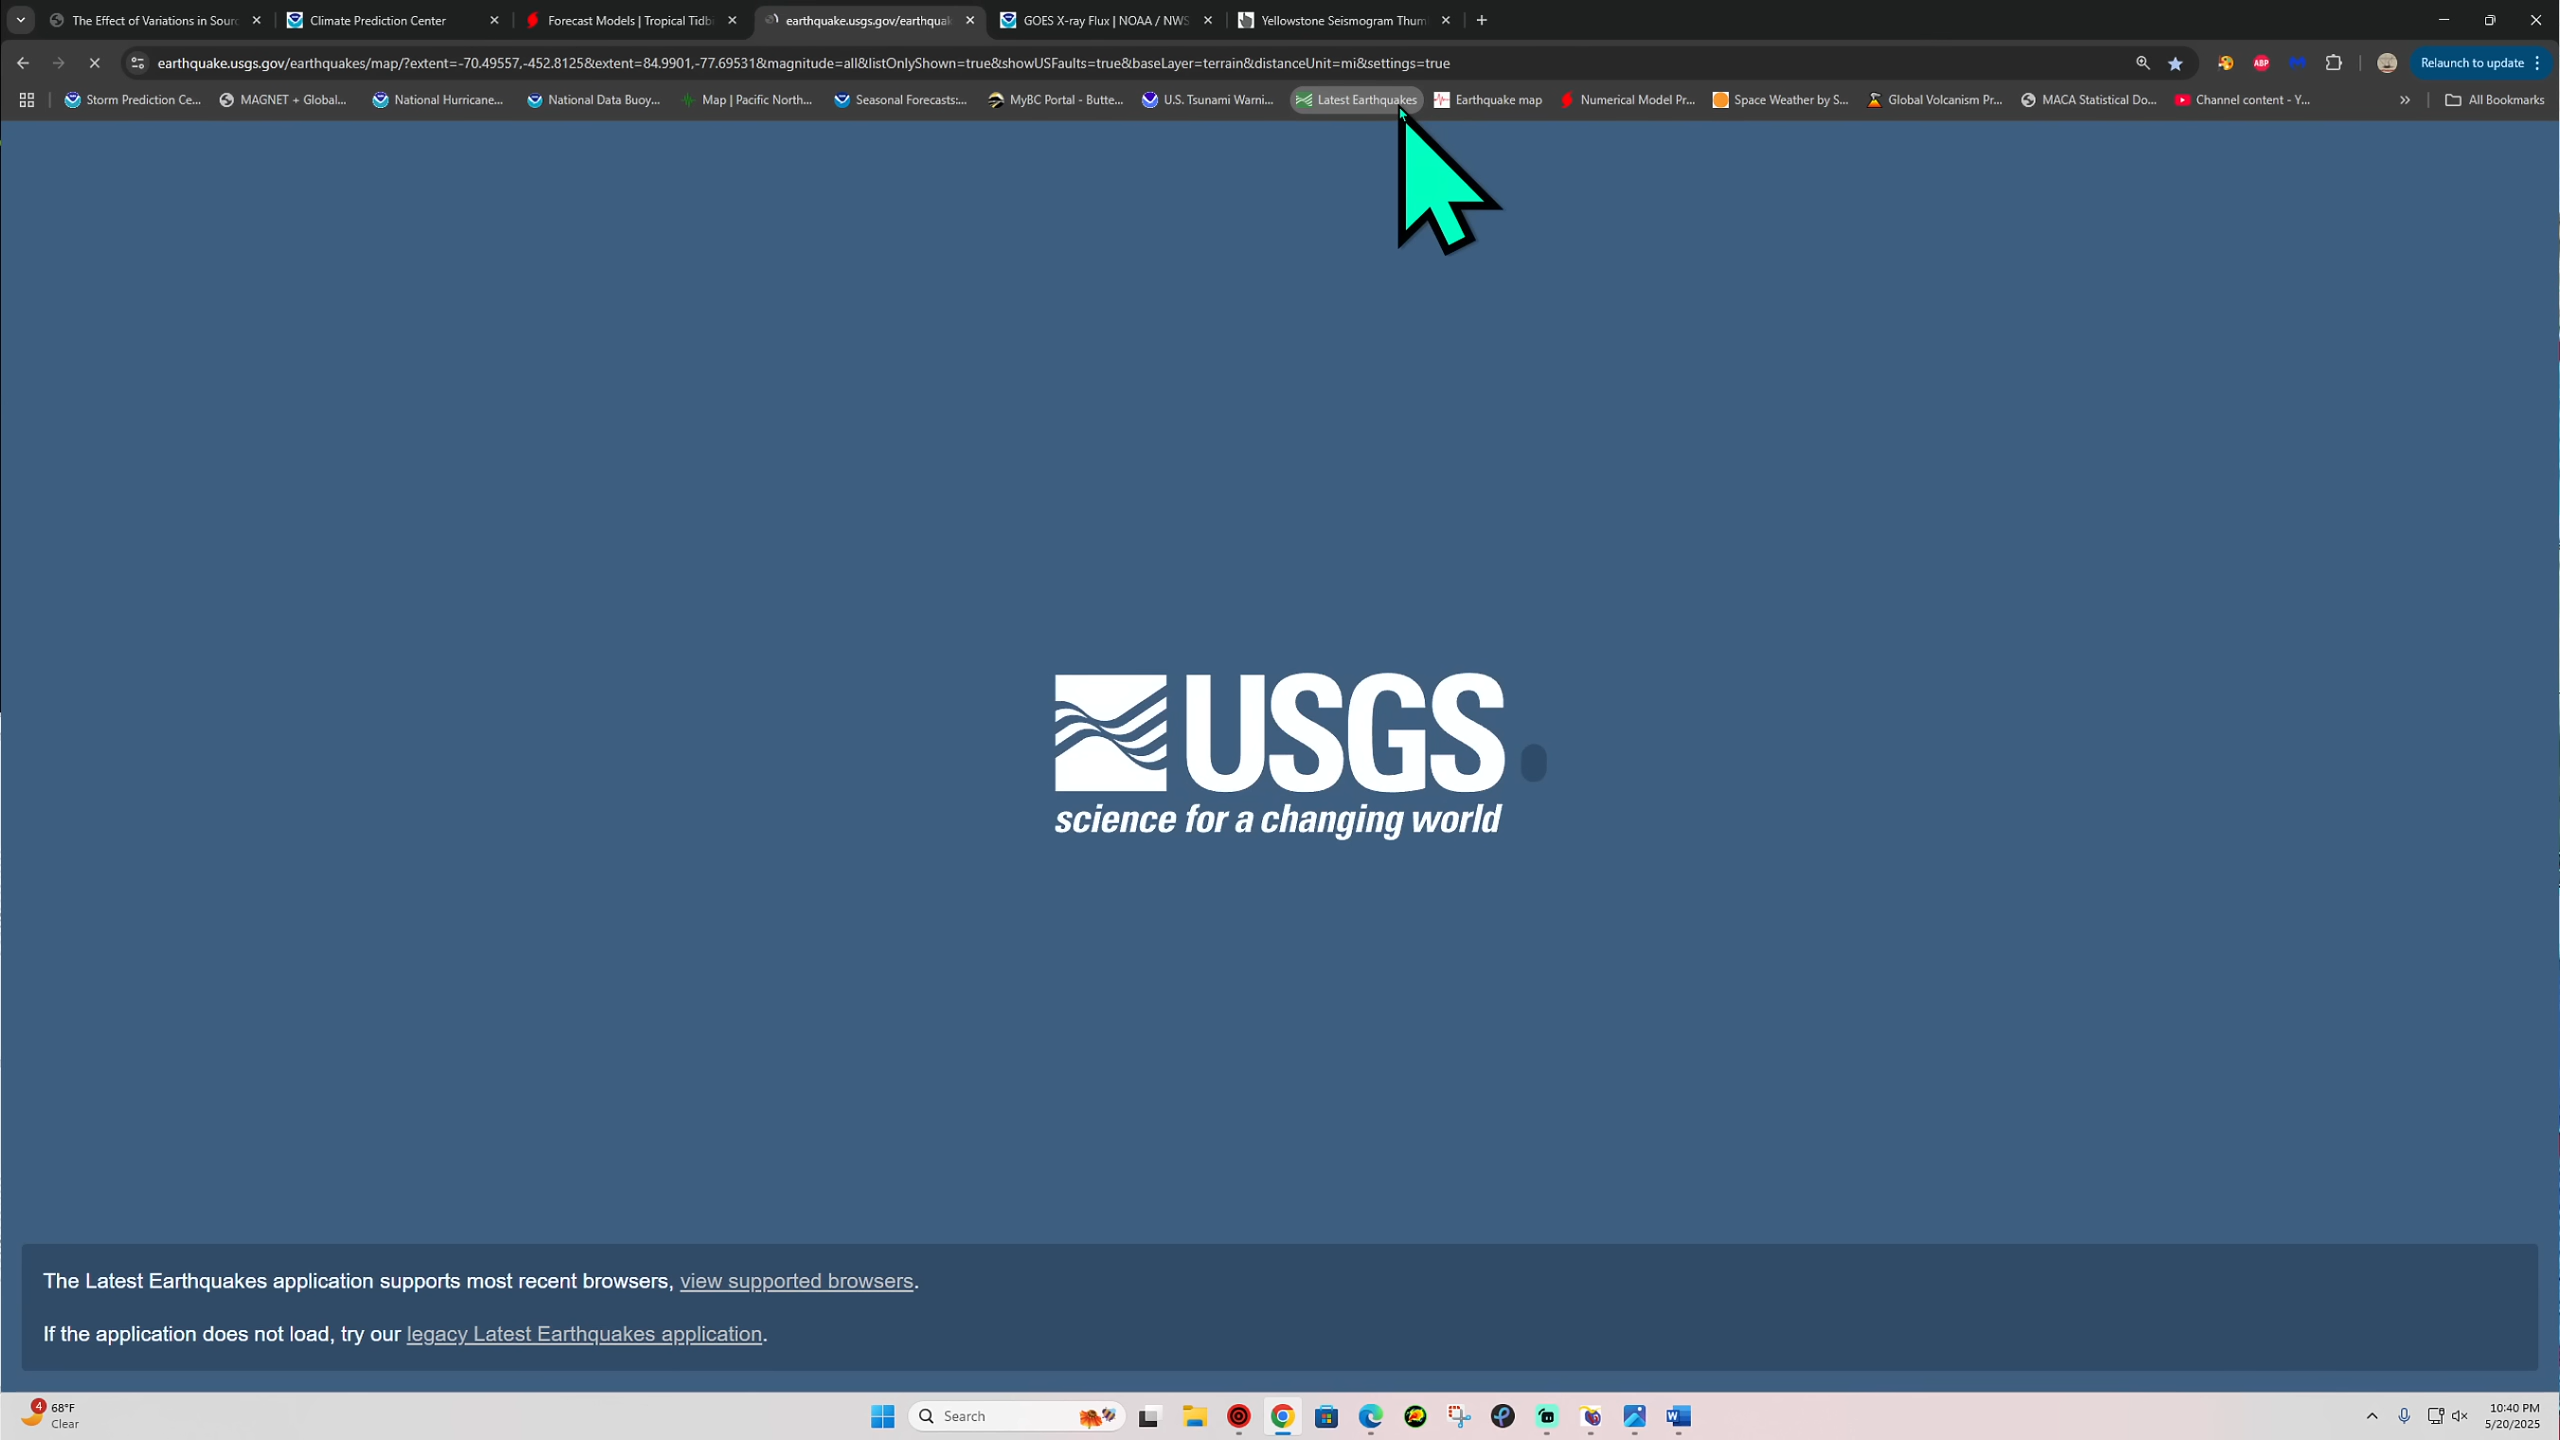 The Effect of Variations in Sourc
Climate Prediction Center
Forecast Models | Tropical Tidb
earthquake.usgs.gov/earthquak
GOES X-ray Flux | NOAA / NWS
Yellowstone Seismogram Thum
earthquake.usgs.gov/earthquakes/map/?extent=-70.49557,-452.8125&extent=84.9901,-77.69531&magnitude=all&listOnlyShown=true&showUSFaults=true&baseLayer=terrain&distanceUnit=mi&settings=true
ABP
Relaunch to update
Storm Prediction Ce...
MAGNET + Global...
National Hurricane...
National Data Buoy...
Map | Pacific North...
Seasonal Forecasts:...
MyBC Portal - Butte...
U.S. Tsunami Warni...
Latest Earthquakes
Earthquake map
Numerical Model Pr...
Space Weather by S...
Global Volcanism Pr...
MACA Statistical Do...
Channel content - Y...
All Bookmarks
USGS
science for a changing world
The Latest Earthquakes application supports most recent browsers, view supported browsers.
If the application does not load, try our legacy Latest Earthquakes application.
4
68°F
Clear
Search
10:40 PM
5/20/2025